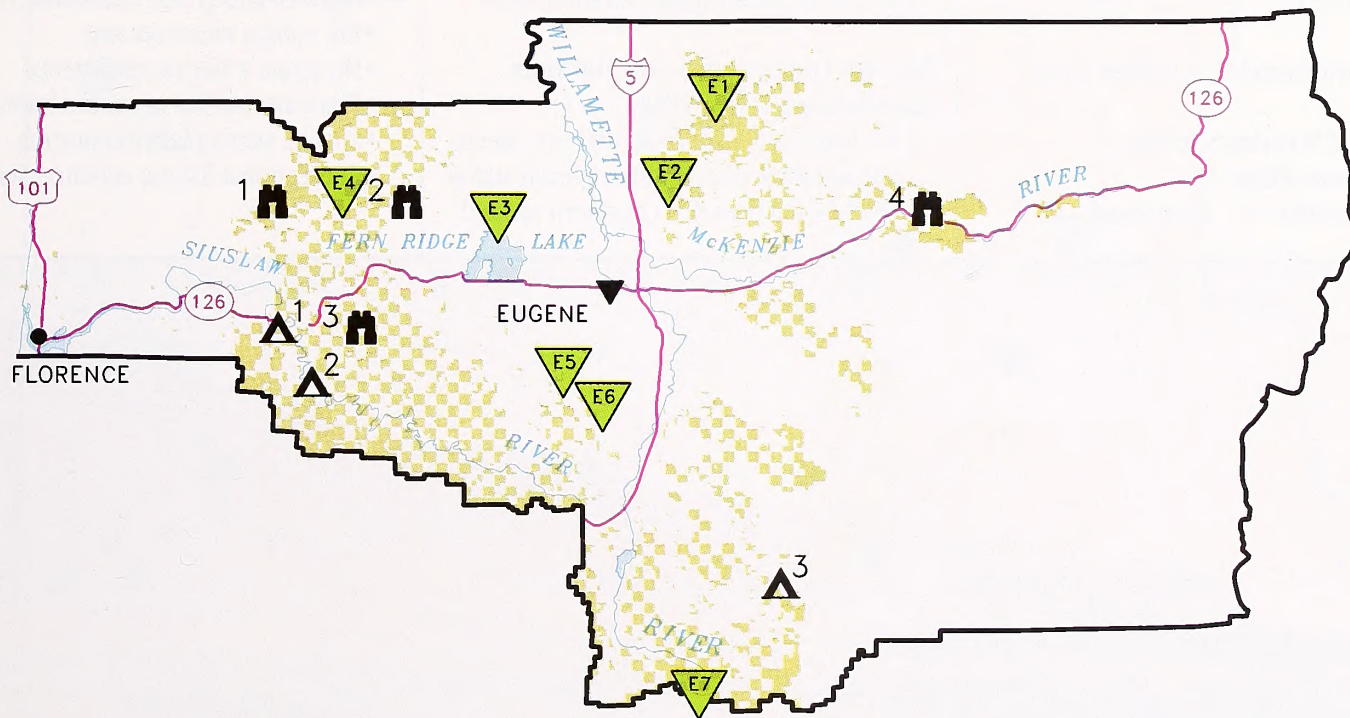 WILLAMETTE
5
E1
126
101
1
E4
2
E2
E3
4
RIVER
FERN RIDGE LAKE
McKENZIE
SIUSLAW
126
1
3
EUGENE
FLORENCE
2
E5
E6
RIVER
3
RIVER
E7